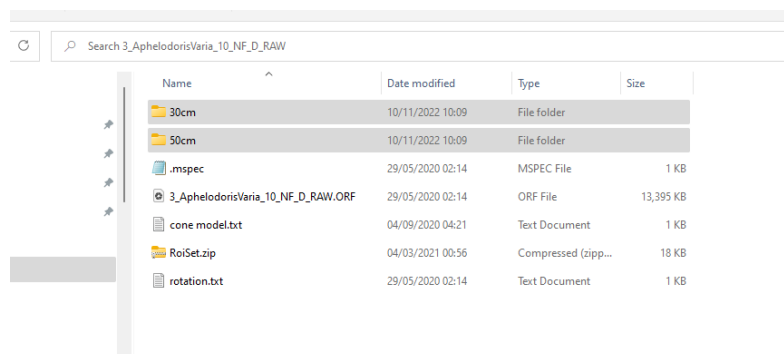 Search 3_AphelodorisVaria_10_NF_D_RAW
Name Date modified Type Size
30cm 10/11/2022 10:09 File folder
50cm 10/11/2022 10:09 File folder
.mspec 29/05/2020 02:14 MSPEC File 1 KB
3_AphelodorisVaria_10_NF_D_RAW.ORF 29/05/2020 02:14 ORF File 13,395 KB
cone model.txt 04/09/2020 04:21 Text Document 1 KB
RoiSet.zip 04/03/2021 00:56 Compressed (zipp... 18 KB
rotation.txt 29/05/2020 02:14 Text Document 1 KB